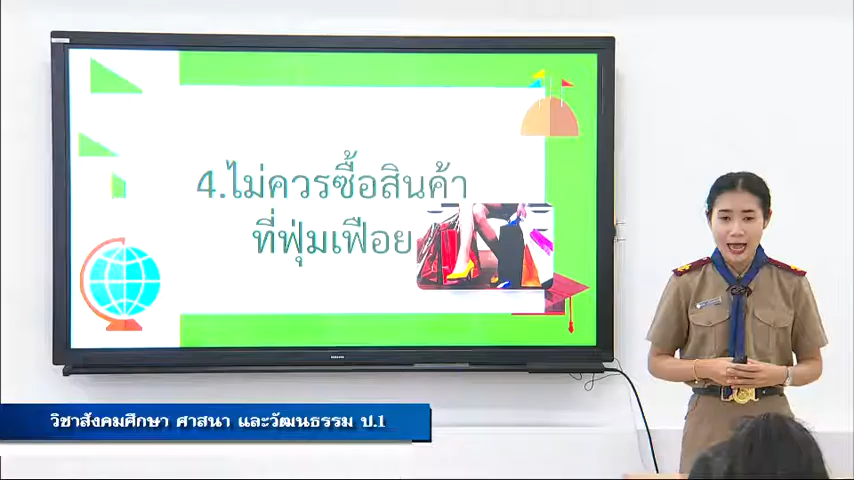 4.ไม่ควรซื้อสินค้า
ที่ฟุ่มเฟือย
วิชาสังคมศึกษา ศาสนา และวัฒนธรรม ป.1